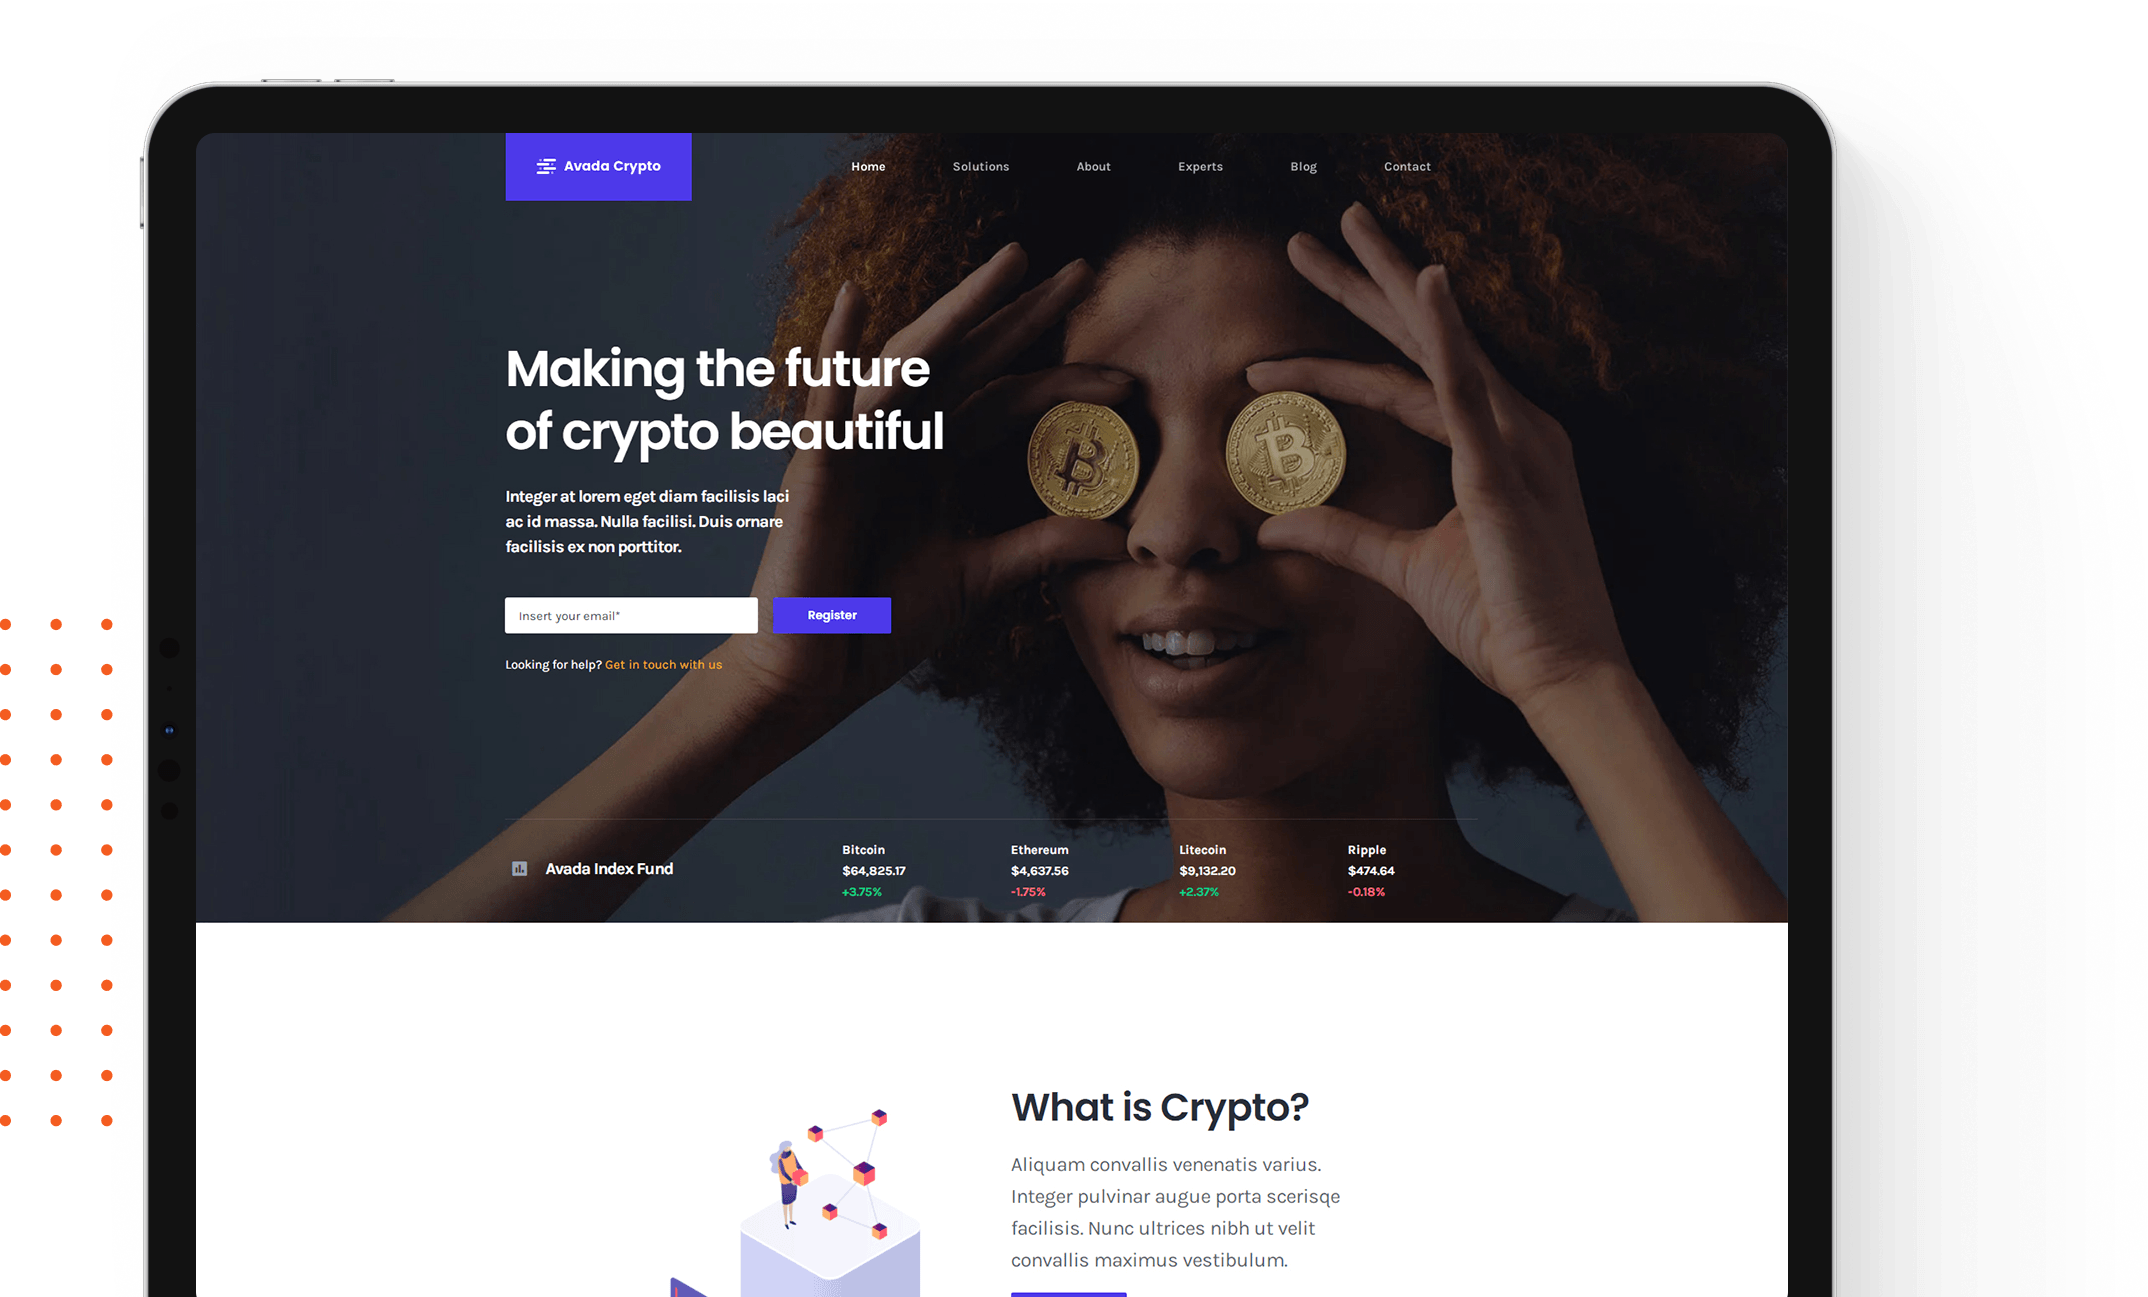 Avada Crypto
Home
Solutions
About
Experts
Blog
Contact
Making the future
of crypto beautiful
Integer at lorem eget diam facilisis laci
ac id massa. Nulla facilisi. Duis ornare
facilisis ex non porttitor.
Insert your email*
Register
Looking for help? Get in touch with us
Avada Index Fund
Bitcoin
$64,825.17
+3.75%
Ethereum
$4,637.56
-1.75%
Litecoin
$9,132.20
+2.37%
Ripple
$474.64
-0.18%
What is Crypto?
Aliquam convallis venenatis varius.
Integer pulvinar augue porta scerisqe
facilisis. Nunc ultrices nibh ut velit
convallis maximus vestibulum.